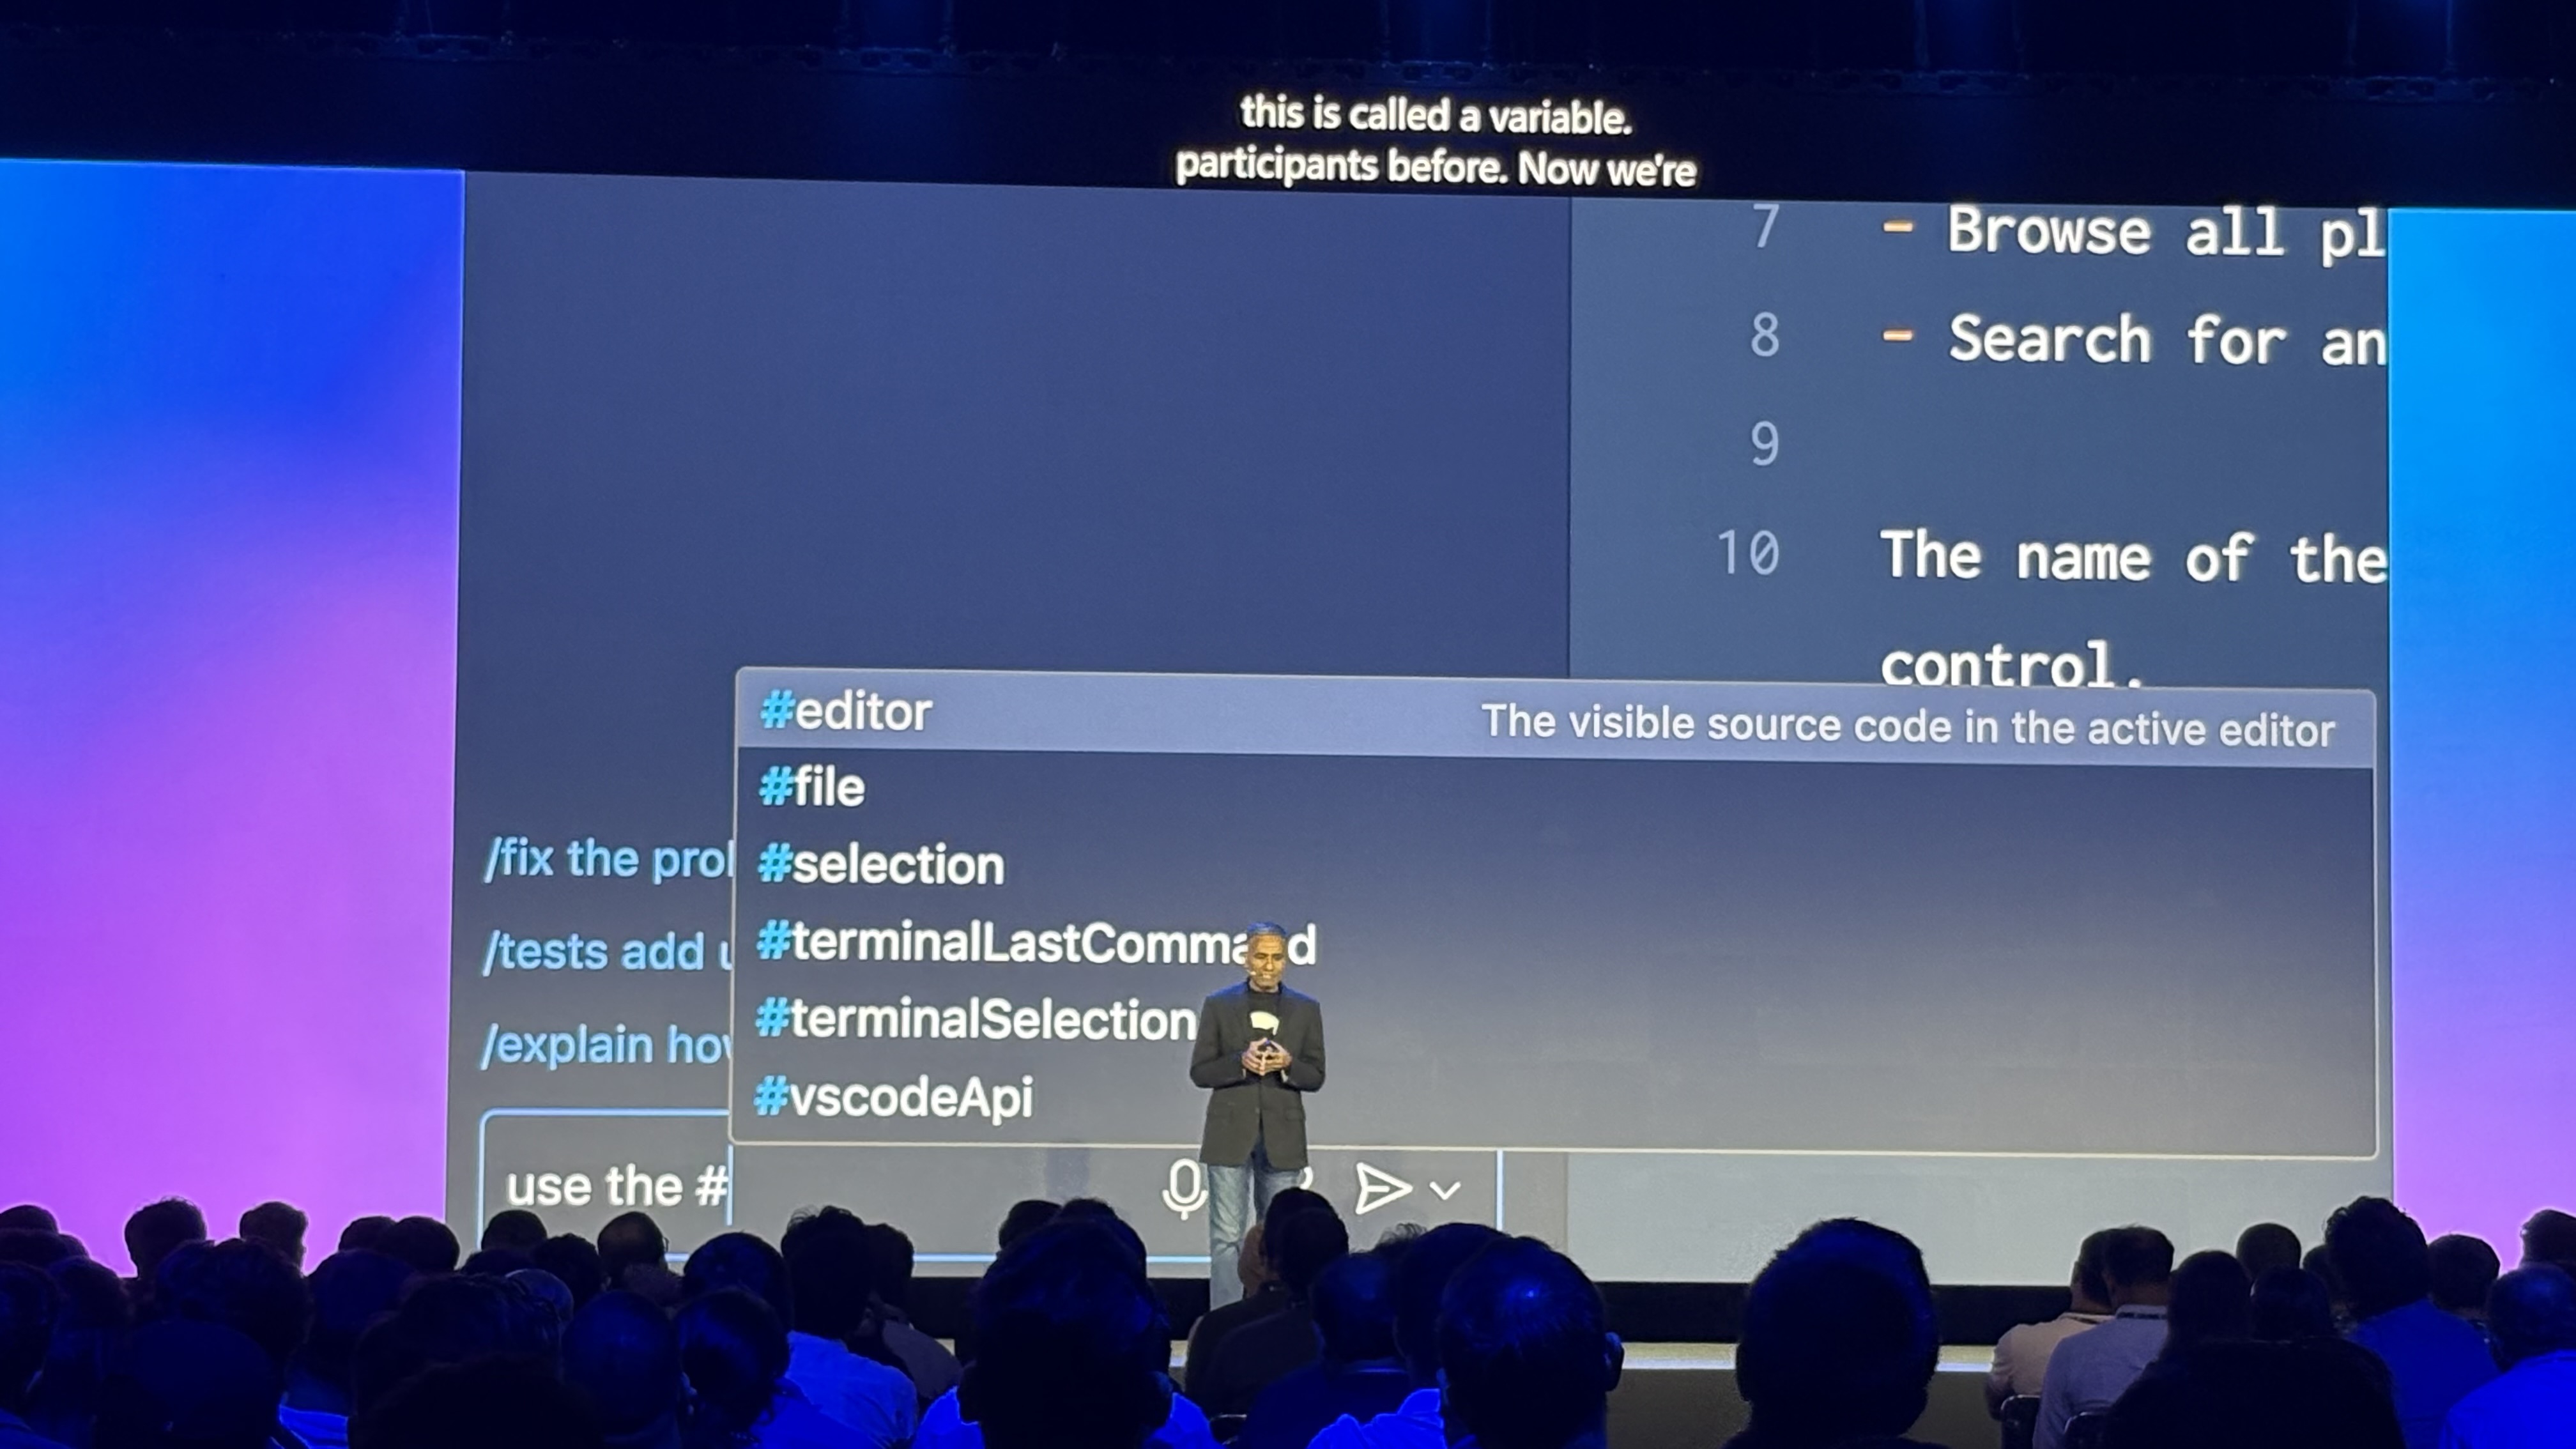 this is called a variable.
participants before. Now we're
7 - Browse all pl
8 - Search for an
9
10 The name of the
control.
#editor The visible source code in the active editor
#file
#selection
#terminalLastComma d
#terminalSelection
#vscodeApi
/fix the prol
/tests add u
/explain how
use the #